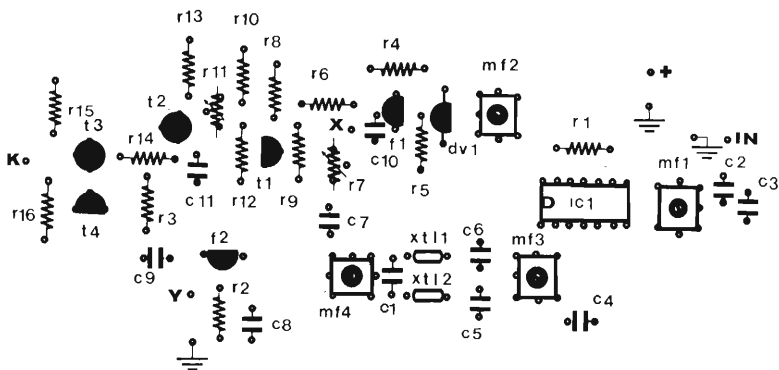 r13
r10
r8
r4
mf2
r11
r6
+
r15
t2
t3
X
r1
IN
r14
c10
f1
dv1
K
mf1
c2
c3
r16
r3
c11
r12
t1
r9
r7
r5
IC1
t4
c7
f2
xtl1
c6
mf3
c9
Y
r2
xtl2
mf4
c1
c5
c4
c8